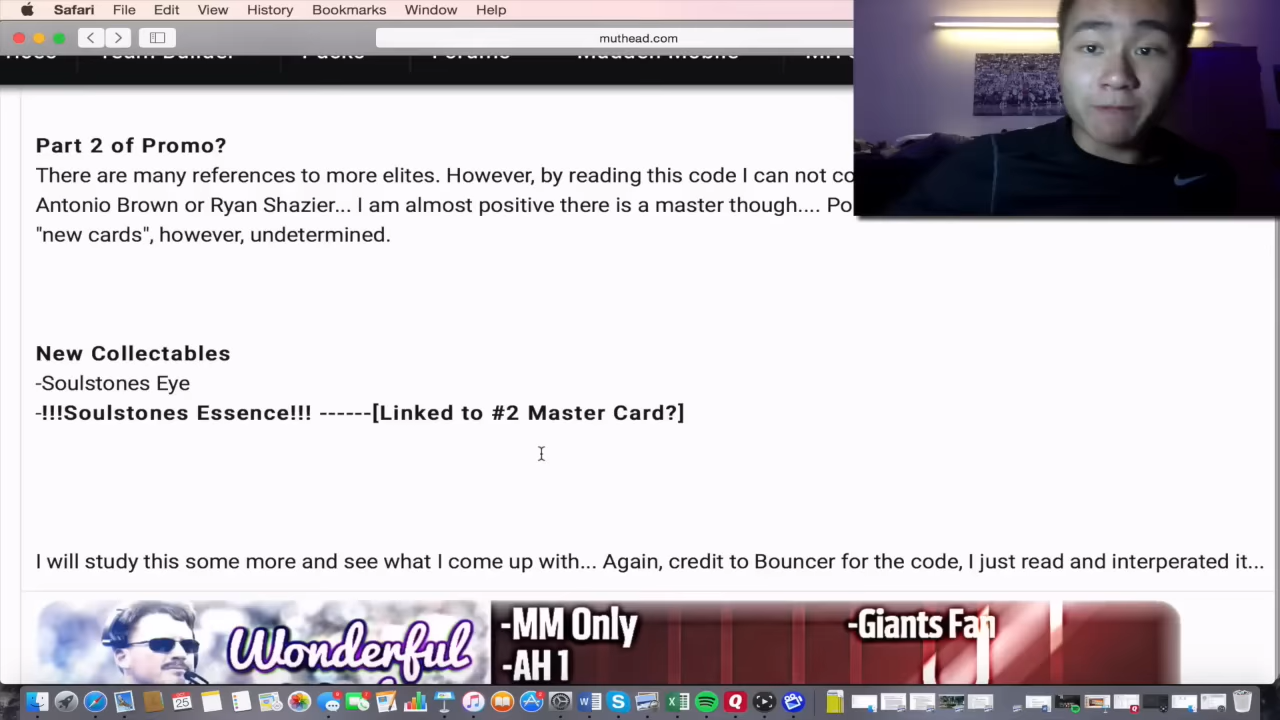 Safari File Edit View History Bookmarks Window Help
muthead.com
Part 2 of Promo?
There are many references to more elites. However, by reading this code I can not co
Antonio Brown or Ryan Shazier... I am almost positive there is a master though.... Po
"new cards", however, undetermined.
New Collectables
-Soulstones Eye
-!!!Soulstones Essence!!! ------[Linked to #2 Master Card?]
I will study this some more and see what I come up with... Again, credit to Bouncer for the code, I just read and interperated it...
Wonderful
-MM Only
-Giants Fan
-AH 1
25